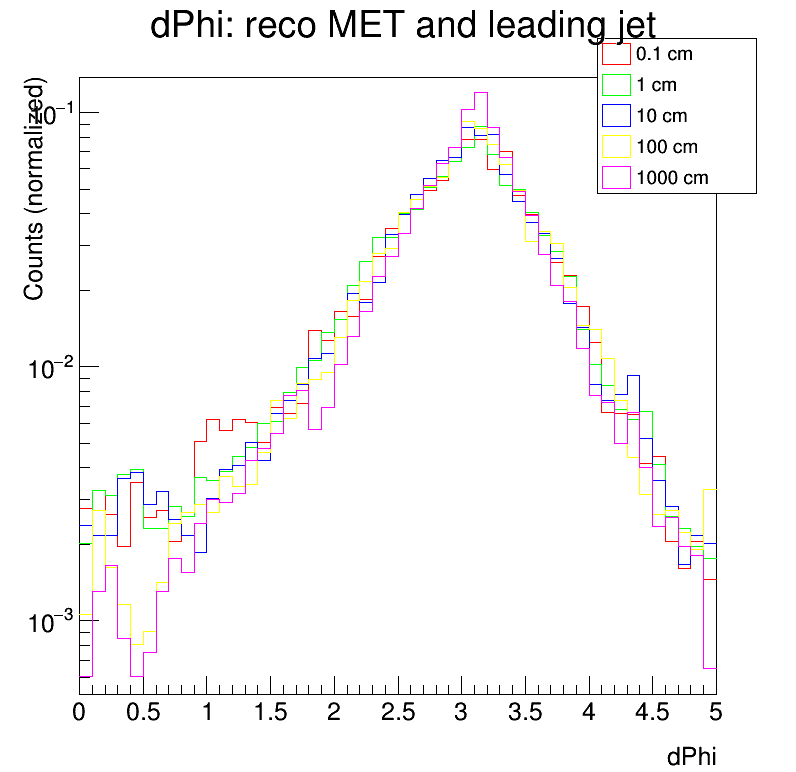 dPhi: reco MET and leading jet
0.1 cm
1 cm
10 cm
100 cm
1000 cm
Counts (normalized)
10⁻¹
10⁻²
10⁻³
0 0.5 1 1.5 2 2.5 3 3.5 4 4.5 5
dPhi